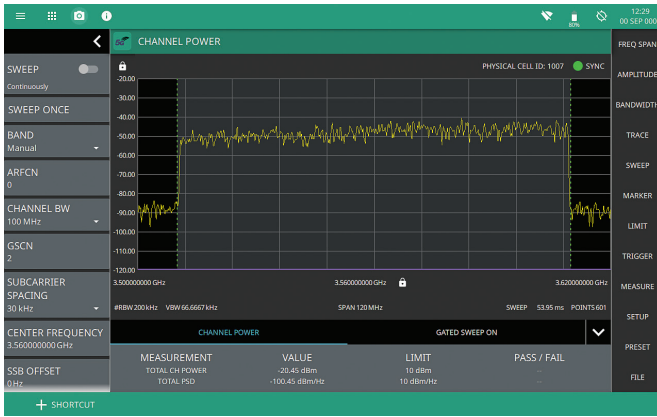 12:29
80%
00 SEP 000
5G
CHANNEL POWER
FREQ SPAN
SWEEP
Continuously
PHYSICAL CELL ID: 1007
SYNC
-20.00
AMPLITUDE
-30.00
SWEEP ONCE
BANDWIDTH
-40.00
BAND
Manual
-50.00
TRACE
-60.00
ARFCN
0
SWEEP
-70.00
-80.00
CHANNEL BW
100 MHz
MARKER
-90.00
LIMIT
-100.00
GSCN
2
-110.00
TRIGGER
-120.00
SUBCARRIER
SPACING
30 kHz
3.500000000 GHz
3.560000000 GHz
3.620000000 GHz
MEASURE
#RBW 200 kHz
VBW 66.6667 kHz
SPAN 120 MHz
SWEEP 53.95 ms
POINTS 601
SETUP
CENTER FREQUENCY
3.560000000 GHz
CHANNEL POWER
GATED SWEEP ON
PRESET
MEASUREMENT
VALUE
LIMIT
PASS / FAIL
TOTAL CH POWER
-20.45 dBm
10 dBm
--
TOTAL PSD
-100.45 dBm/Hz
10 dBm/Hz
--
SSB OFFSET
0 Hz
FILE
+ SHORTCUT